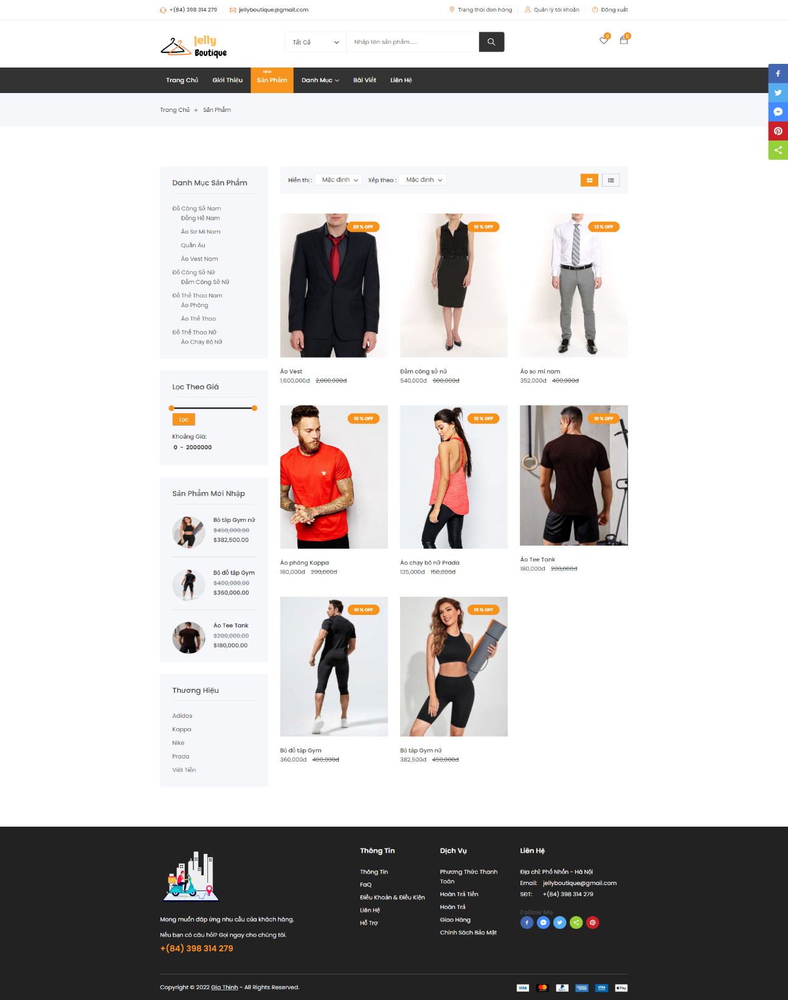 +(84) 398 314 279
jellyboutique@gmail.com
Trạng thái đơn hàng
Quản lý tài khoản
Đăng xuất
Jelly
Boutique
Tất Cả
Nhập tên sản phẩm......
0
0
Trang Chủ
Giới Thiệu
NEW
Sản Phẩm
Danh Mục
Bài Viết
Liên Hệ
Trang Chủ → Sản Phẩm
Danh Mục Sản Phẩm
Đồ Công Sở Nam
Đồng Hồ Nam
Áo Sơ Mi Nam
Quần Âu
Áo Vest Nam
Đồ Công Sở Nữ
Đầm Công Sở Nữ
Đồ Thể Thao Nam
Áo Phông
Áo Thể Thao
Đồ Thể Thao Nữ
Áo Chạy Bộ Nữ
Lọc Theo Giá
Lọc
Khoảng Giá:
0 - 2000000
Sản Phẩm Mới Nhập
Bộ tập Gym nữ
$450,000.00
$382,500.00
Bộ đồ tập Gym
$400,000.00
$360,000.00
Áo Tee Tank
$200,000.00
$180,000.00
Thương Hiệu
Adidas
Kappa
Nike
Prada
Việt Tiến
Hiển thị : Mặc định Xếp theo : Mặc định
20 % OFF
Áo Vest
1,600,000đ 2,000,000đ
10 % OFF
Đầm công sở nữ
540,000đ 600,000đ
12 % OFF
Áo sơ mi nam
352,000đ 400,000đ
10 % OFF
Áo phông Kappa
180,000đ 200,000đ
10 % OFF
Áo chạy bộ nữ Prada
135,000đ 150,000đ
10 % OFF
Áo Tee Tank
180,000đ 200,000đ
10 % OFF
Bộ đồ tập Gym
360,000đ 400,000đ
15 % OFF
Bộ tập Gym nữ
382,500đ 450,000đ
Mong muốn đáp ứng nhu cầu của khách hàng.
Nếu bạn có câu hỏi? Gọi ngay cho chúng tôi.
+(84) 398 314 279
Thông Tin
Thông Tin
FaQ
Điều Khoản & Điều Kiện
Liên Hệ
Hỗ Trợ
Dịch Vụ
Phương Thức Thanh
Toán
Hoàn Trả Tiền
Hoàn Trả
Giao Hàng
Chính Sách Bảo Mật
Liên Hệ
Địa chỉ: Phố Nhổn - Hà Nội
Email: jellyboutique@gmail.com
SĐT: +(84) 398 314 279
Follow Me
Copyright © 2022 Gia Thinh - All Rights Reserved.
VISA
PayPal
VISA
Pay